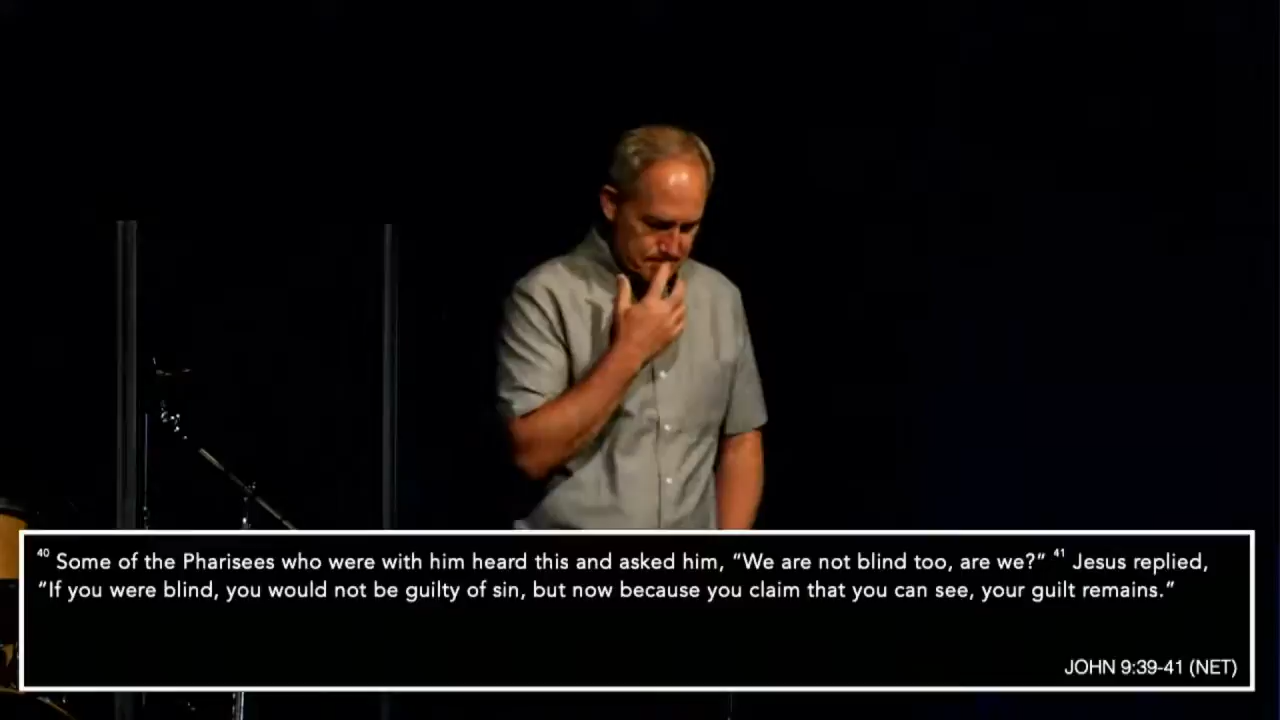 40 Some of the Pharisees who were with him heard this and asked him, “We are not blind too, are we?” 41 Jesus replied,
“If you were blind, you would not be guilty of sin, but now because you claim that you can see, your guilt remains.”
JOHN 9:39-41 (NET)